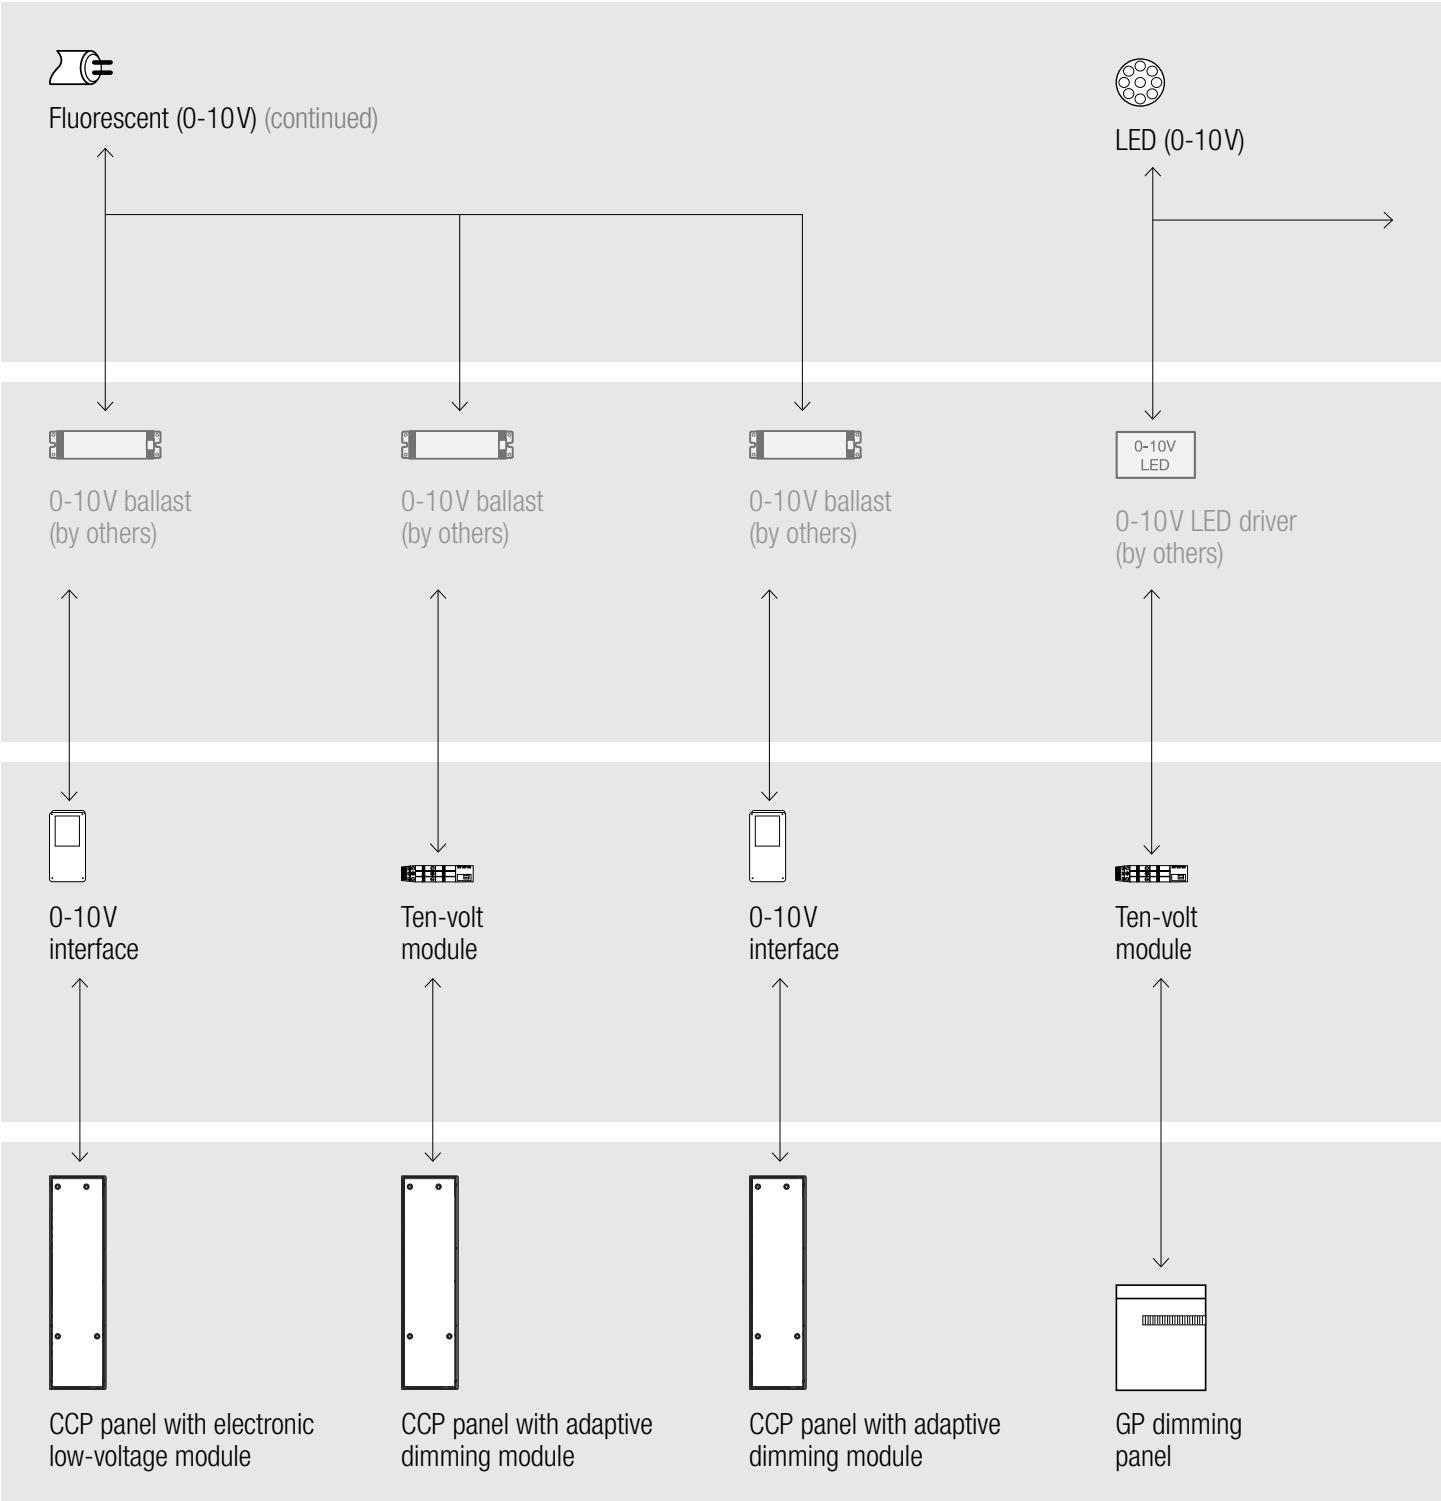 Fluorescent (0-10V) (continued)
LED (0-10V)
0-10V ballast
(by others)
0-10V ballast
(by others)
0-10V ballast
(by others)
0-10V
LED
0-10V LED driver
(by others)
0-10V
interface
Ten-volt
module
0-10V
interface
Ten-volt
module
CCP panel with electronic
low-voltage module
CCP panel with adaptive
dimming module
CCP panel with adaptive
dimming module
GP dimming
panel